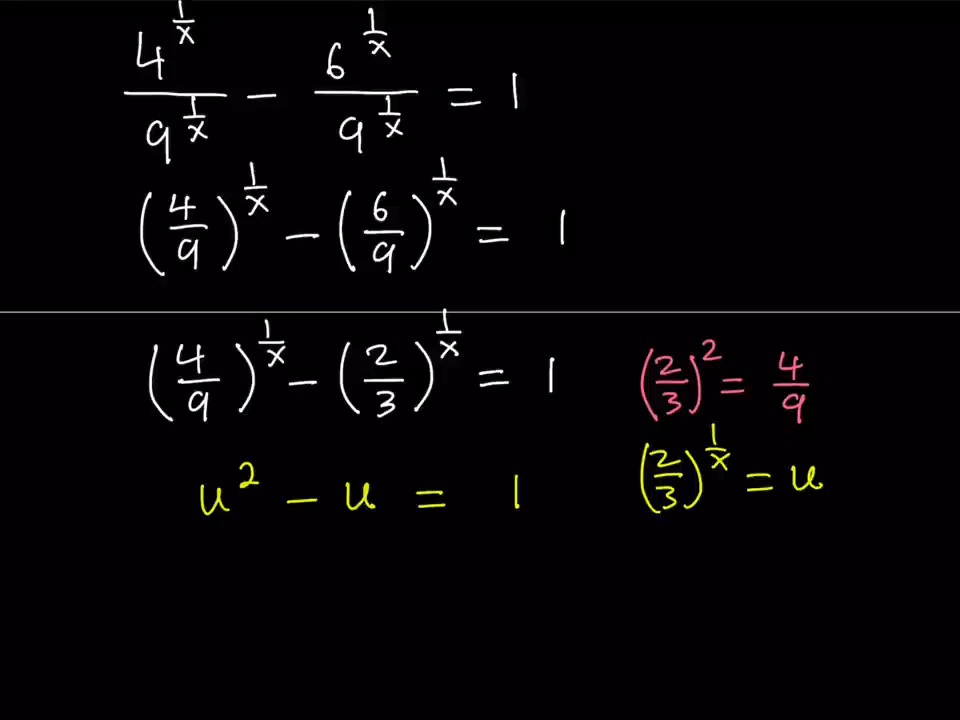 4^(1/x) / 9^(1/x) − 6^(1/x) / 9^(1/x) = 1
(4/9)^(1/x) − (6/9)^(1/x) = 1
(4/9)^(1/x) − (2/3)^(1/x) = 1 (2/3)^2 = 4/9
u^2 − u = 1 (2/3)^(1/x) = u